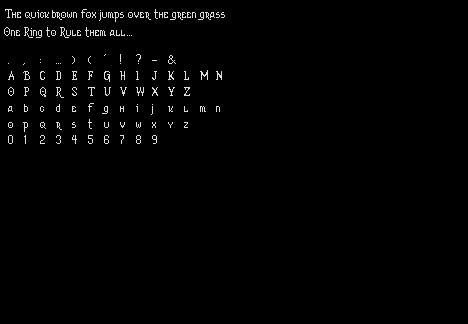 The quick brown fox jumps over the green grass
One Ring to Rule them all...
. , : … ) ( ´ ! ? - &
A B C D E F G H I J K L M N
O P Q R S T U V W X Y Z
a b c d e f g h i j k l m n
o p q r s t u v w x y z
0 1 2 3 4 5 6 7 8 9